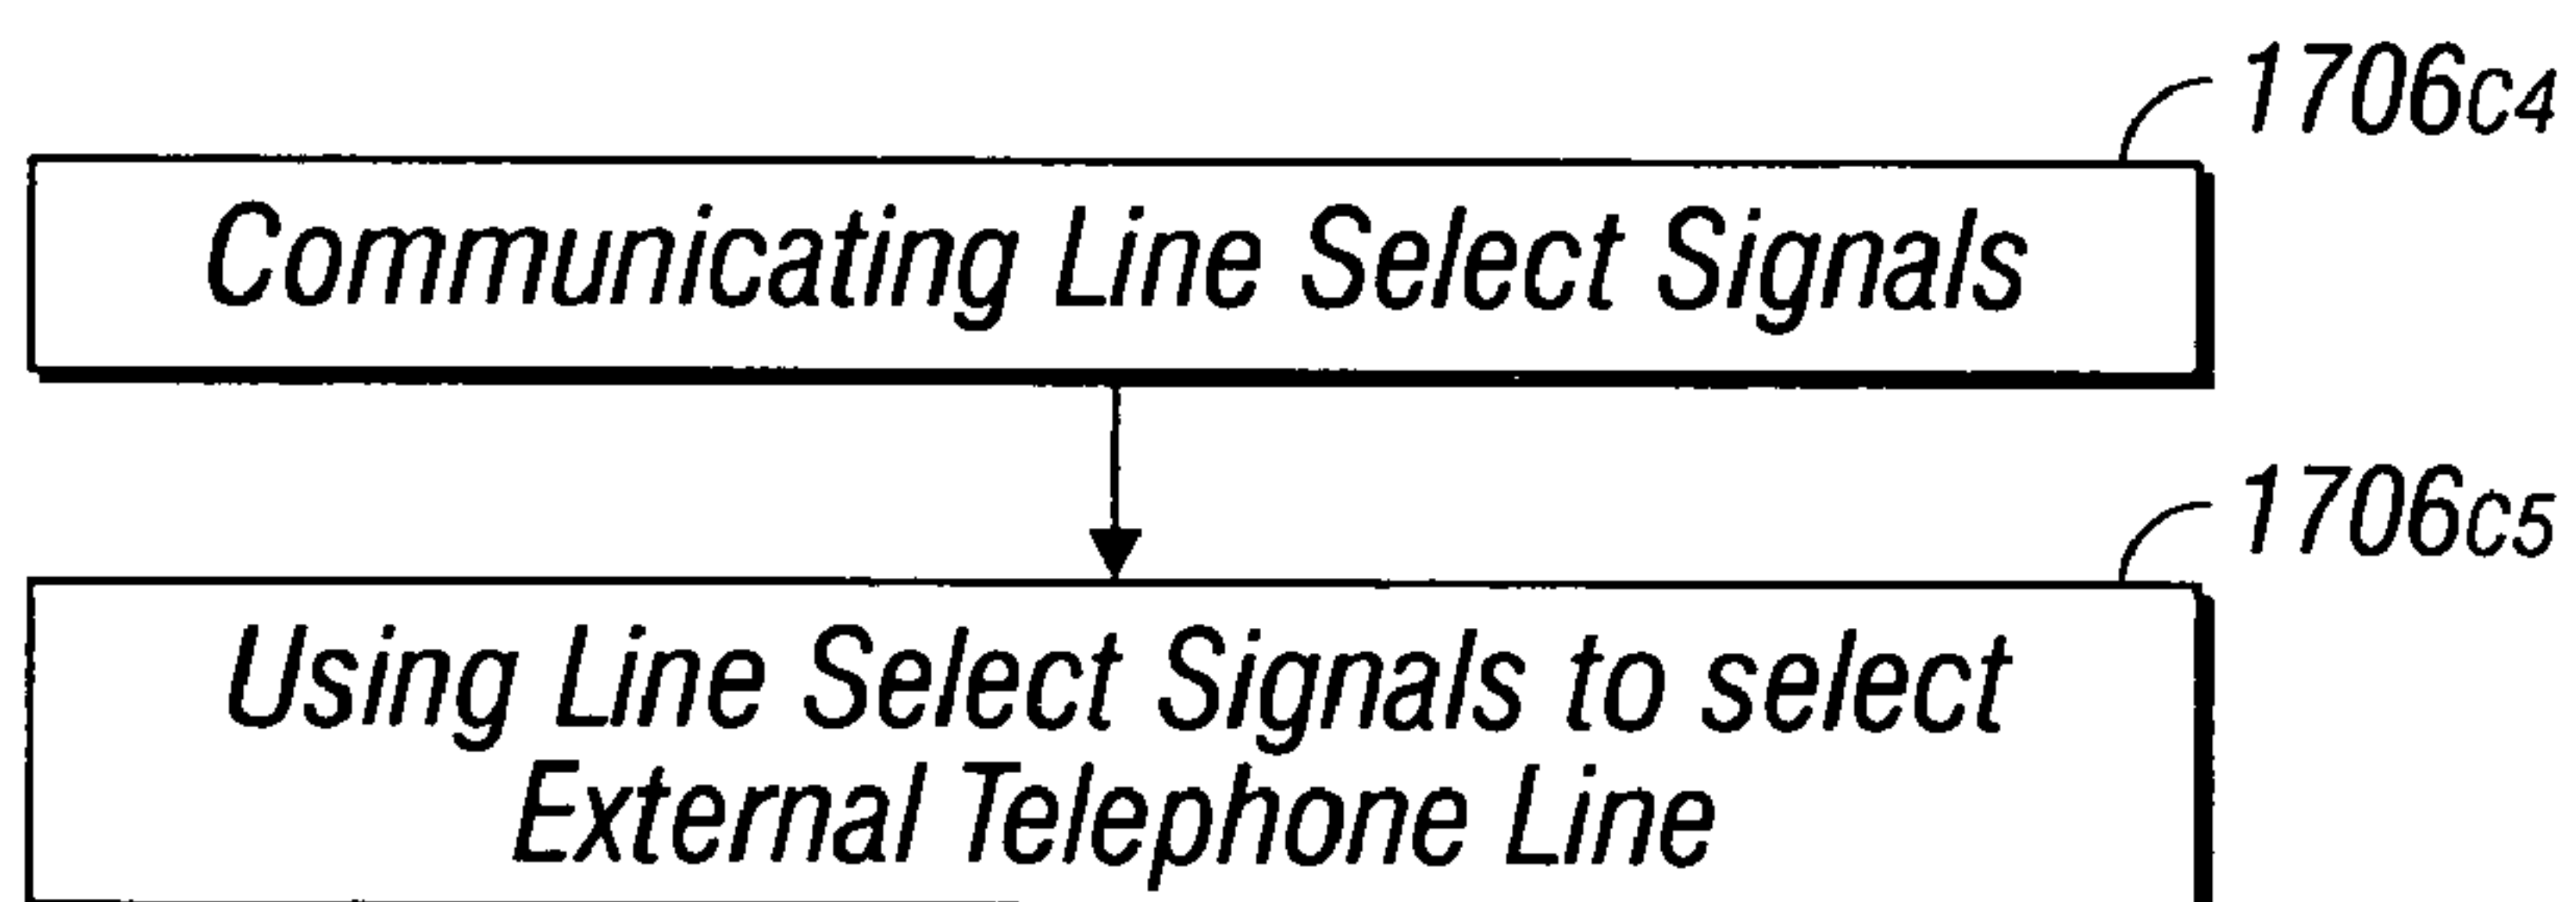 1706c4
Communicating Line Select Signals
1706c5
Using Line Select Signals to select
External Telephone Line